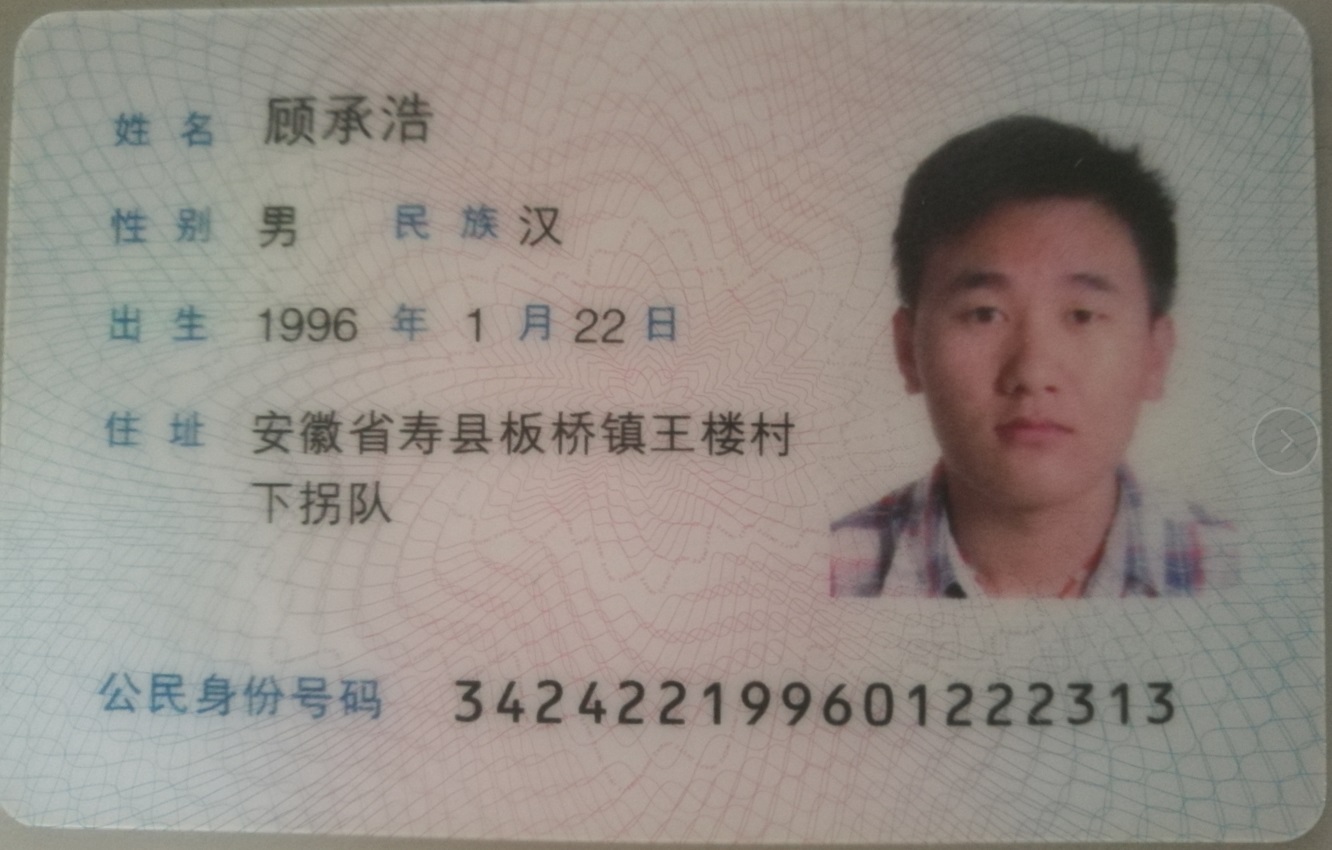 姓名 顾承浩
性别 男 民族 汉
出生 1996 年 1 月 22 日
住址 安徽省寿县板桥镇王楼村
下拐队
公民身份号码 342422199601222313